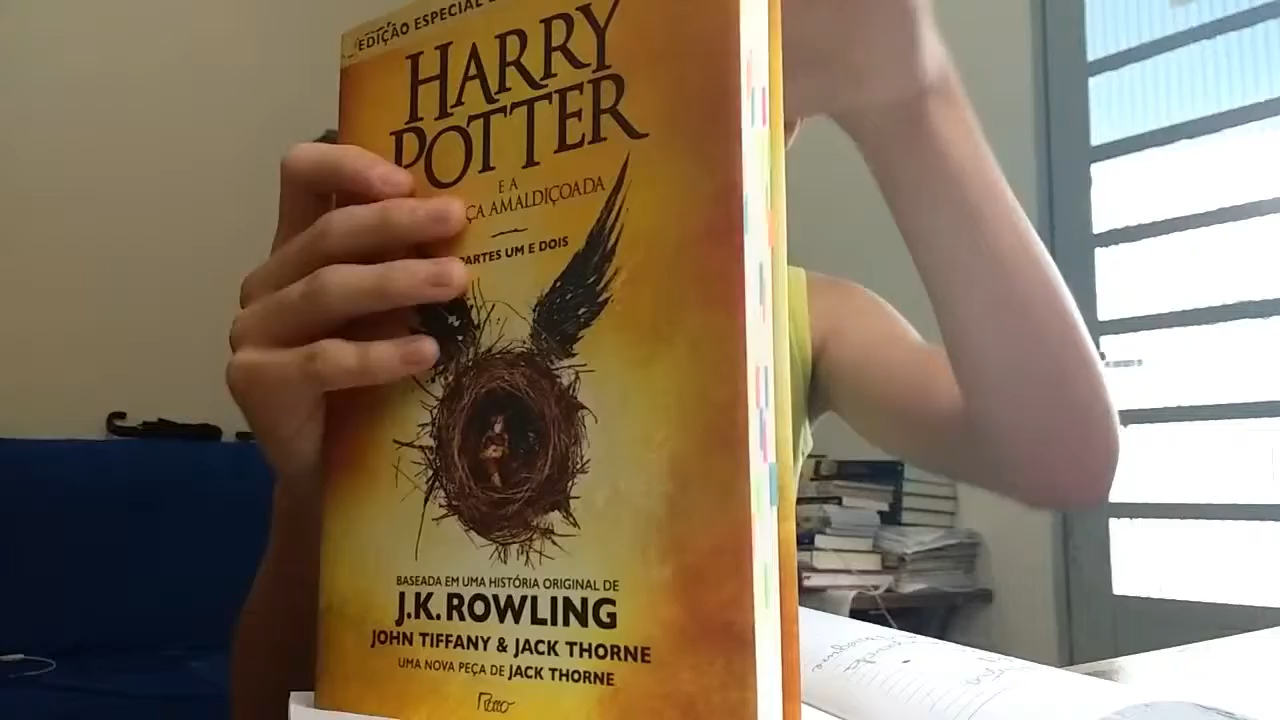 EDIÇÃO ESPECIAL
HARRY
POTTER
E A
ÇA AMALDIÇOADA
PARTES UM E DOIS
BASEADA EM UMA HISTÓRIA ORIGINAL DE
J.K. ROWLING
JOHN TIFFANY & JACK THORNE
UMA NOVA PEÇA DE JACK THORNE
Rocco